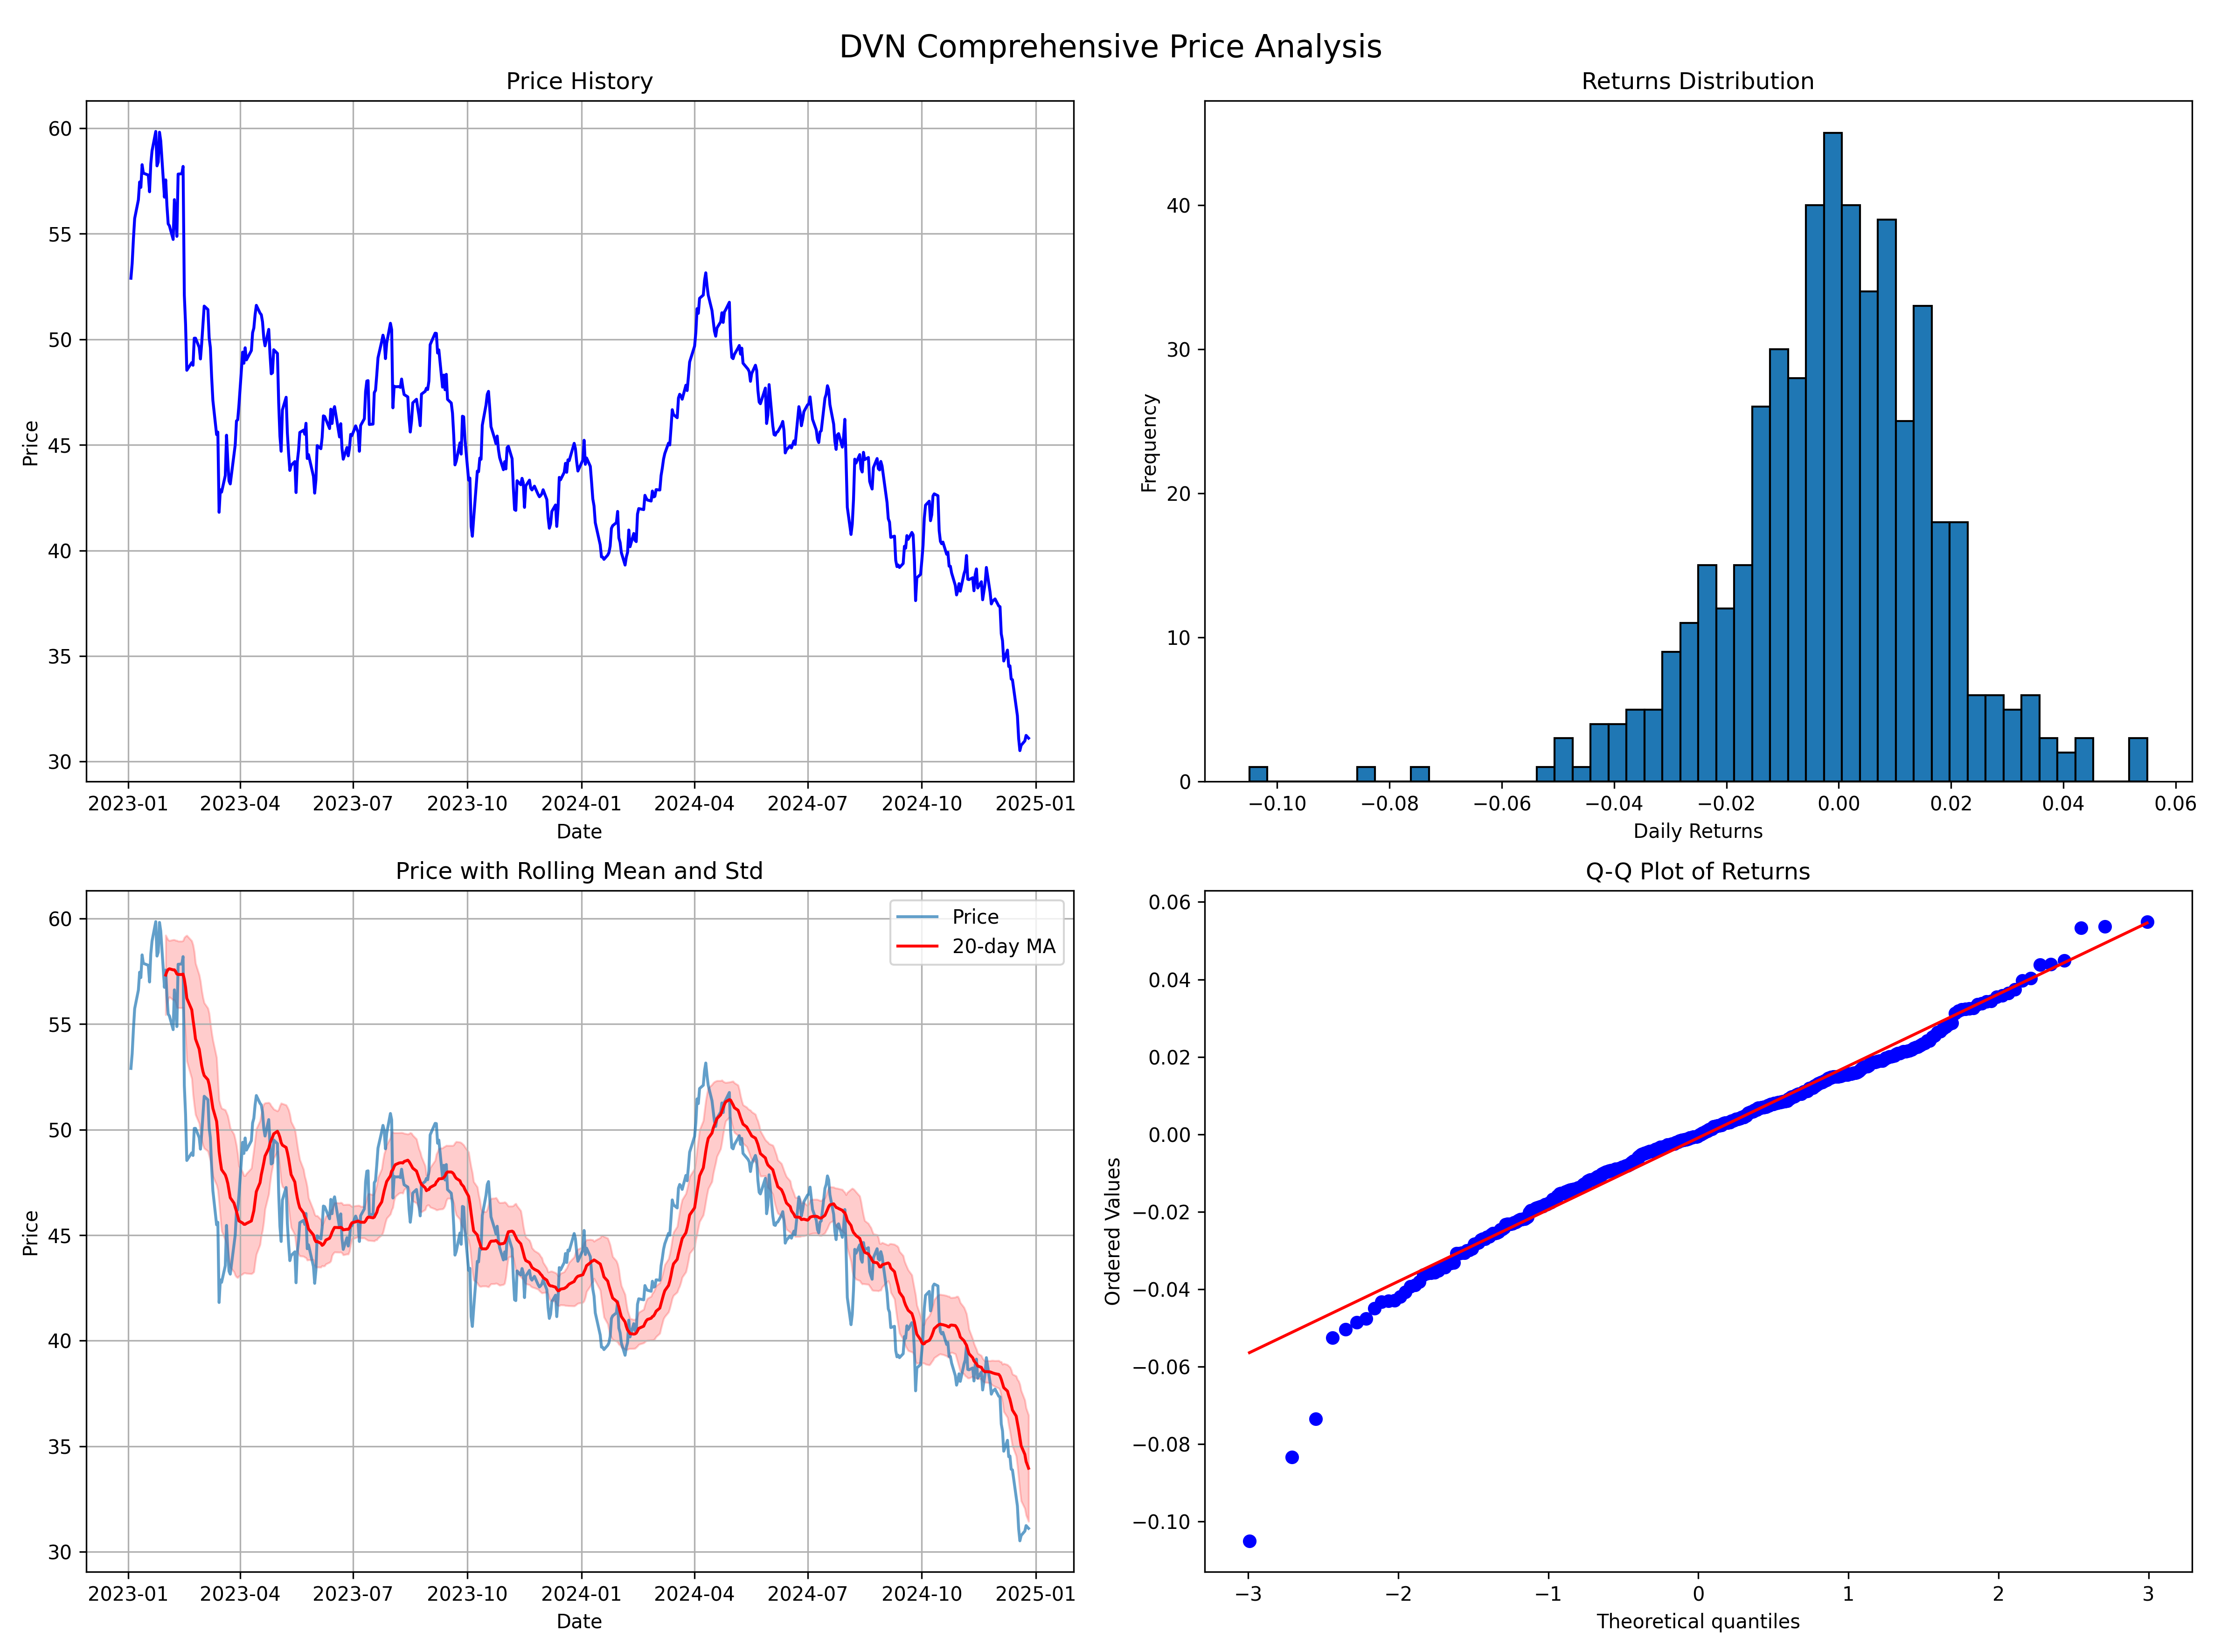 DVN Comprehensive Price Analysis
Price History
Price
60
55
50
45
40
35
30
2023-01 2023-04 2023-07 2023-10 2024-01 2024-04 2024-07 2024-10 2025-01
Date
Returns Distribution
Frequency
40
30
20
10
0
−0.10 −0.08 −0.06 −0.04 −0.02 0.00 0.02 0.04 0.06
Daily Returns
Price with Rolling Mean and Std
Price
20-day MA
Price
60
55
50
45
40
35
30
2023-01 2023-04 2023-07 2023-10 2024-01 2024-04 2024-07 2024-10 2025-01
Date
Q-Q Plot of Returns
Ordered Values
0.06
0.04
0.02
0.00
−0.02
−0.04
−0.06
−0.08
−0.10
−3 −2 −1 0 1 2 3
Theoretical quantiles